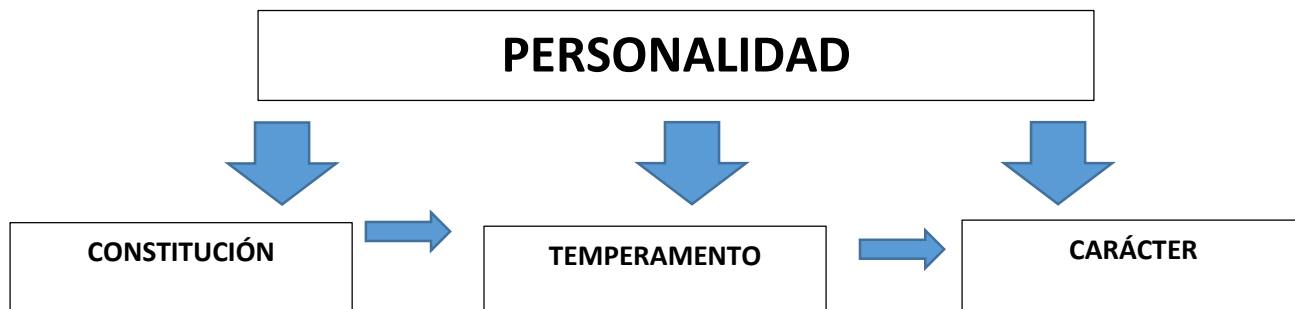 PERSONALIDAD
CONSTITUCIÓN
TEMPERAMENTO
CARÁCTER